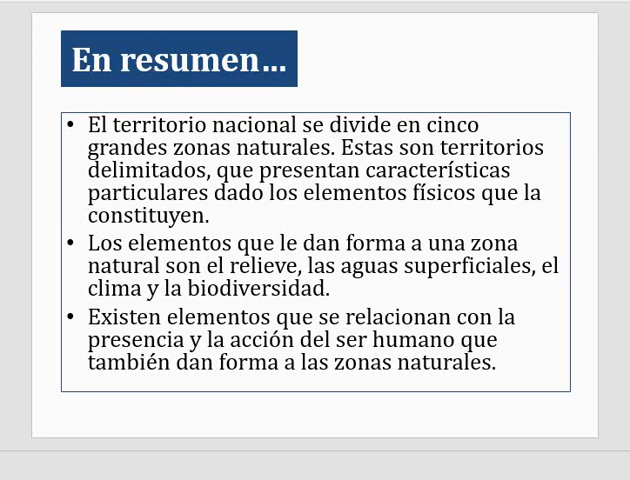 En resumen...
• El territorio nacional se divide en cinco
grandes zonas naturales. Estas son territorios
delimitados, que presentan características
particulares dado los elementos físicos que la
constituyen.
• Los elementos que le dan forma a una zona
natural son el relieve, las aguas superficiales, el
clima y la biodiversidad.
• Existen elementos que se relacionan con la
presencia y la acción del ser humano que
también dan forma a las zonas naturales.